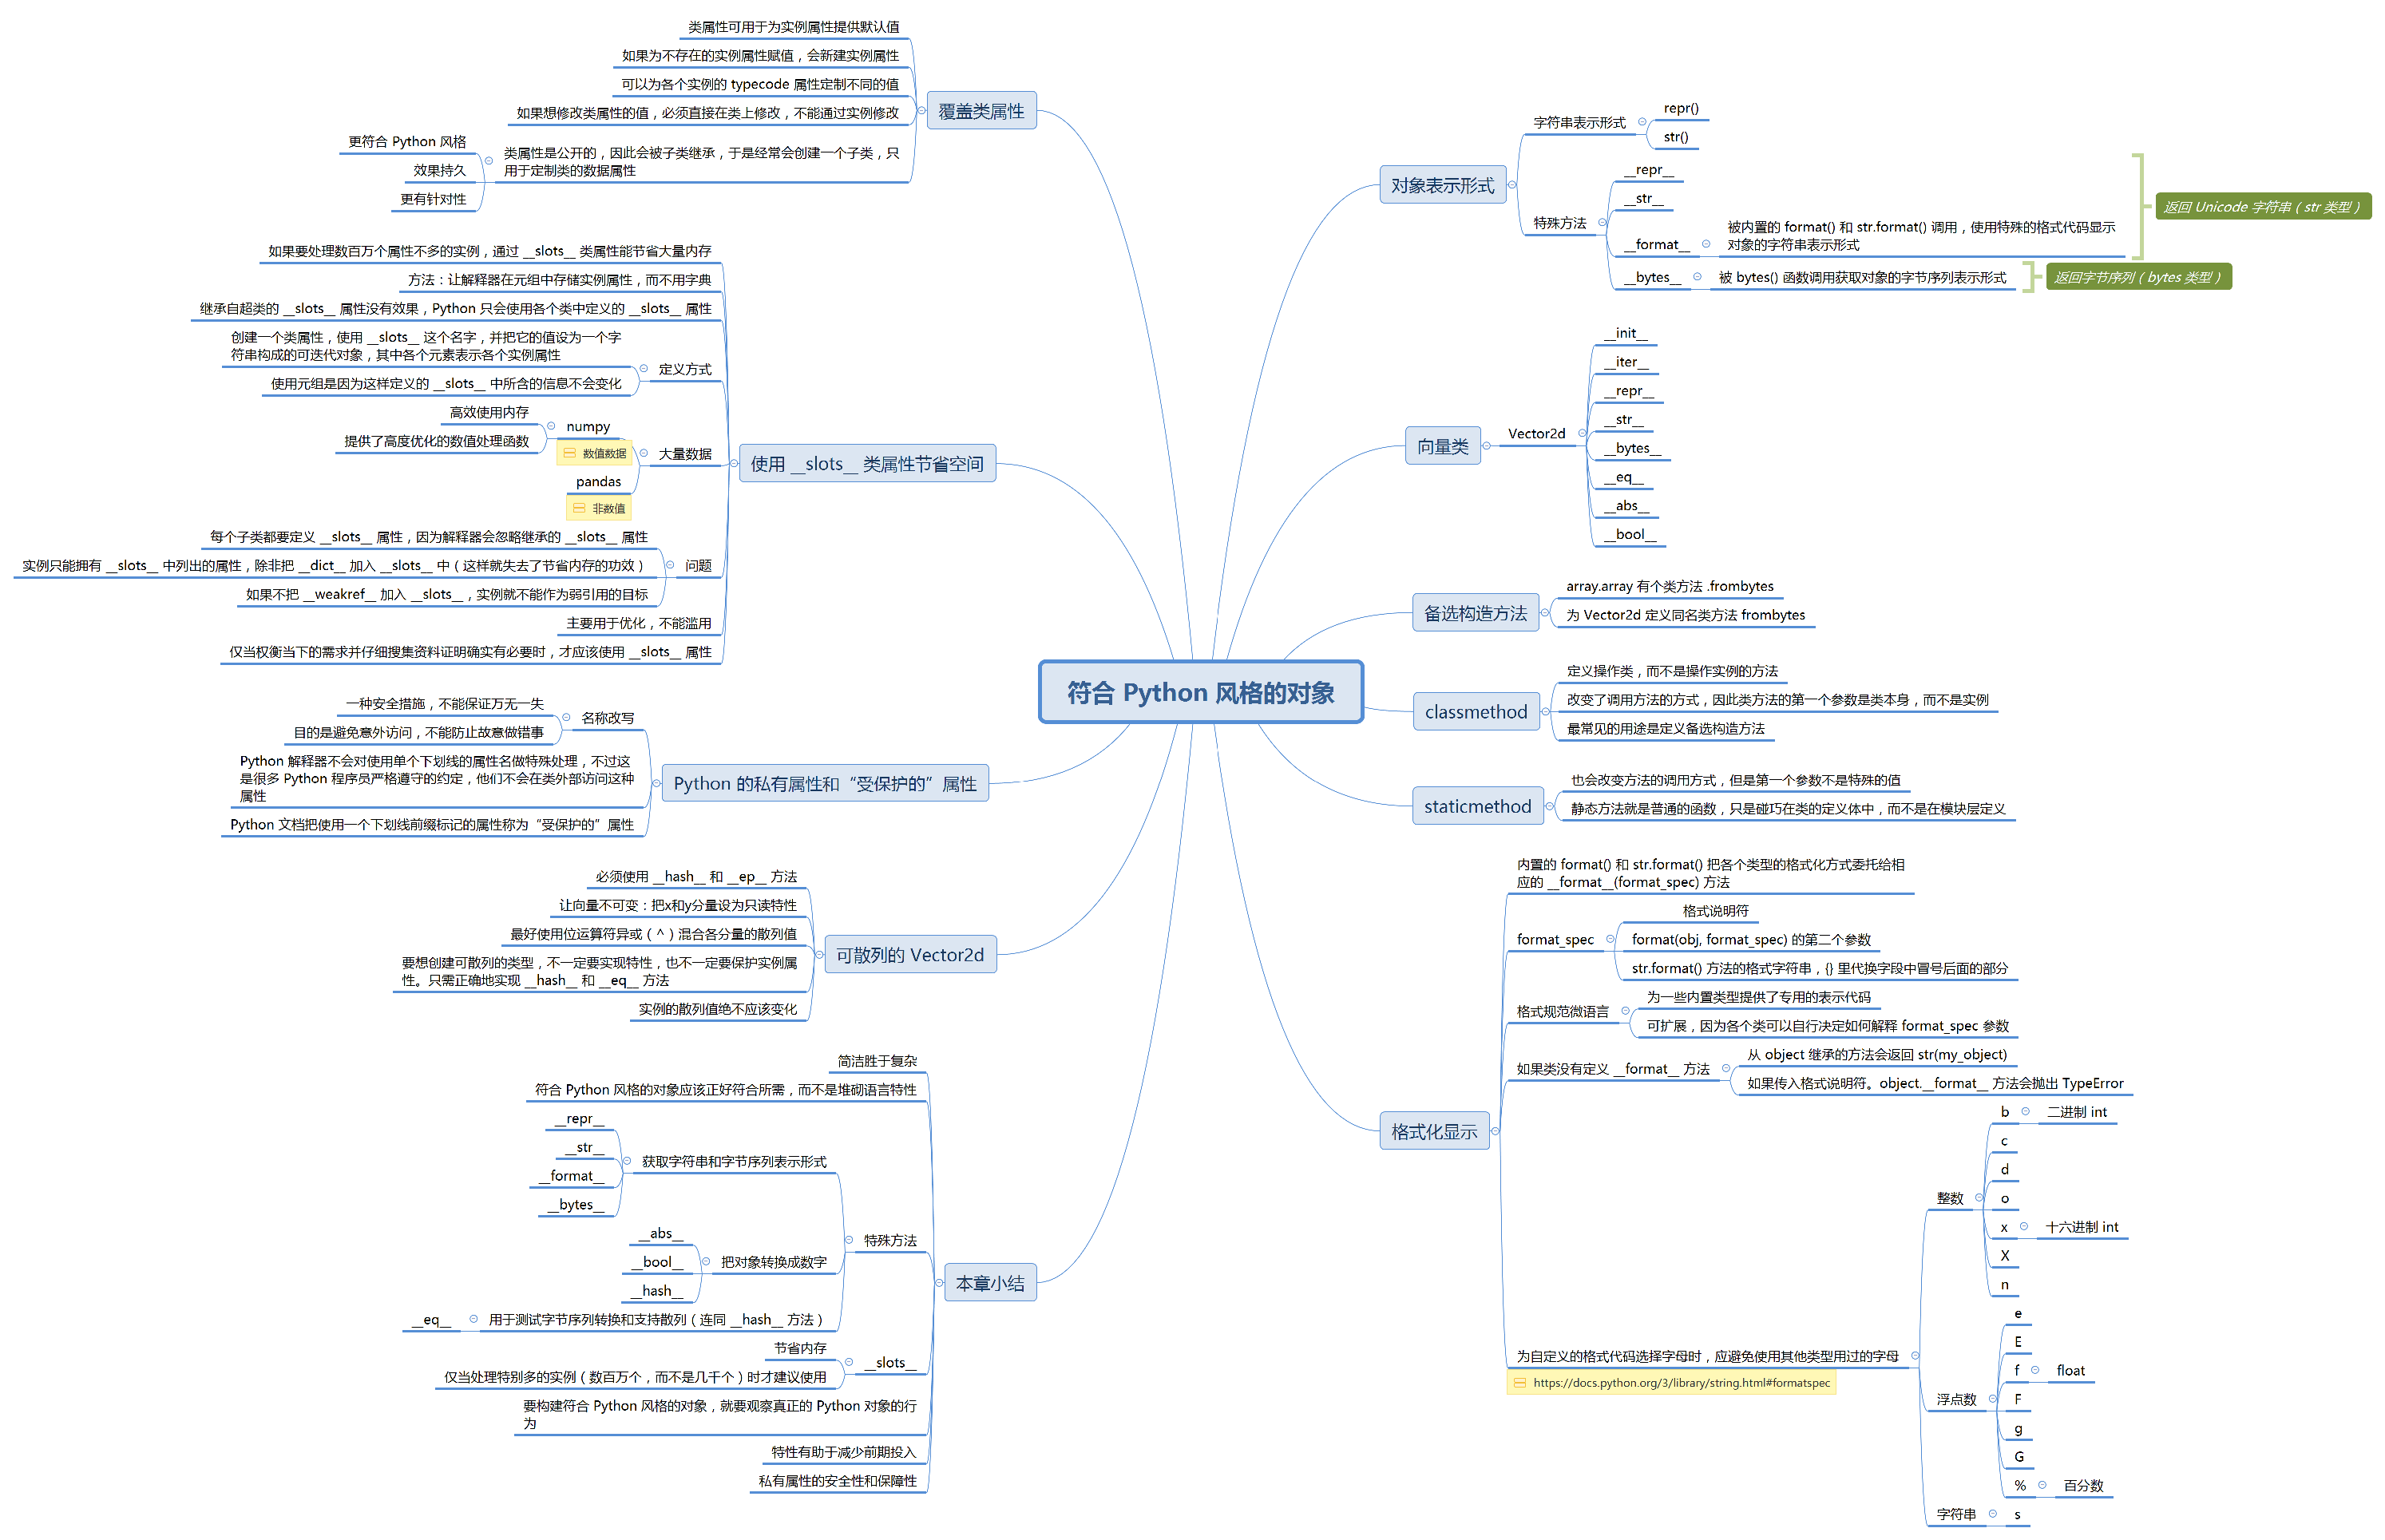 符合 Python 风格的对象
对象表示形式
字符串表示形式
repr()
str()
特殊方法
__repr__
__str__
__format__
被内置的 format() 和 str.format() 调用，使用特殊的格式代码显示
对象的字符串表示形式
__bytes__
被 bytes() 函数调用获取对象的字节序列表示形式
返回 Unicode 字符串（str 类型）
返回字节序列（bytes 类型）
向量类
Vector2d
__init__
__iter__
__repr__
__str__
__bytes__
__eq__
__abs__
__bool__
备选构造方法
array.array 有个类方法 .frombytes
为 Vector2d 定义同名类方法 frombytes
classmethod
定义操作类，而不是操作实例的方法
改变了调用方法的方式，因此类方法的第一个参数是类本身，而不是实例
最常见的用途是定义备选构造方法
staticmethod
也会改变方法的调用方式，但是第一个参数不是特殊的值
静态方法就是普通的函数，只是碰巧在类的定义体中，而不是在模块层定义
格式化显示
内置的 format() 和 str.format() 把各个类型的格式化方式委托给相
应的 __format__(format_spec) 方法
format_spec
格式说明符
format(obj, format_spec) 的第二个参数
str.format() 方法的格式字符串，{} 里代换字段中冒号后面的部分
格式规范微语言
为一些内置类型提供了专用的表示代码
可扩展，因为各个类可以自行决定如何解释 format_spec 参数
如果类没有定义 __format__ 方法
从 object 继承的方法会返回 str(my_object)
如果传入格式说明符。object.__format__ 方法会抛出 TypeError
为自定义的格式代码选择字母时，应避免使用其他类型用过的字母
https://docs.python.org/3/library/string.html#formatspec
整数
b
二进制 int
c
d
o
x
十六进制 int
X
n
浮点数
e
E
f
float
F
g
G
%
百分数
字符串
s
覆盖类属性
类属性可用于为实例属性提供默认值
如果为不存在的实例属性赋值，会新建实例属性
可以为各个实例的 typecode 属性定制不同的值
如果想修改类属性的值，必须直接在类上修改，不能通过实例修改
类属性是公开的，因此会被子类继承，于是经常会创建一个子类，只
用于定制类的数据属性
更符合 Python 风格
效果持久
更有针对性
使用 __slots__ 类属性节省空间
如果要处理数百万个属性不多的实例，通过 __slots__ 类属性能节省大量内存
方法：让解释器在元组中存储实例属性，而不用字典
继承自超类的 __slots__ 属性没有效果，Python 只会使用各个类中定义的 __slots__ 属性
定义方式
创建一个类属性，使用 __slots__ 这个名字，并把它的值设为一个字
符串构成的可迭代对象，其中各个元素表示各个实例属性
使用元组是因为这样定义的 __slots__ 中所含的信息不会变化
大量数据
numpy
数值数据
高效使用内存
提供了高度优化的数值处理函数
pandas
非数值
问题
每个子类都要定义 __slots__ 属性，因为解释器会忽略继承的 __slots__ 属性
实例只能拥有 __slots__ 中列出的属性，除非把 __dict__ 加入 __slots__ 中（这样就失去了节省内存的功效）
如果不把 __weakref__ 加入 __slots__，实例就不能作为弱引用的目标
主要用于优化，不能滥用
仅当权衡当下的需求并仔细搜集资料证明确实有必要时，才应该使用 __slots__ 属性
Python 的私有属性和“受保护的”属性
名称改写
一种安全措施，不能保证万无一失
目的是避免意外访问，不能防止故意做错事
Python 解释器不会对使用单个下划线的属性名做特殊处理，不过这
是很多 Python 程序员严格遵守的约定，他们不会在类外部访问这种
属性
Python 文档把使用一个下划线前缀标记的属性称为“受保护的”属性
可散列的 Vector2d
必须使用 __hash__ 和 __ep__ 方法
让向量不可变：把x和y分量设为只读特性
最好使用位运算符异或（^）混合各分量的散列值
要想创建可散列的类型，不一定要实现特性，也不一定要保护实例属
性。只需正确地实现 __hash__ 和 __eq__ 方法
实例的散列值绝不应该变化
本章小结
简洁胜于复杂
符合 Python 风格的对象应该正好符合所需，而不是堆砌语言特性
特殊方法
获取字符串和字节序列表示形式
__repr__
__str__
__format__
__bytes__
把对象转换成数字
__abs__
__bool__
__hash__
用于测试字节序列转换和支持散列（连同 __hash__ 方法）
__eq__
__slots__
节省内存
仅当处理特别多的实例（数百万个，而不是几千个）时才建议使用
要构建符合 Python 风格的对象，就要观察真正的 Python 对象的行
为
特性有助于减少前期投入
私有属性的安全性和保障性